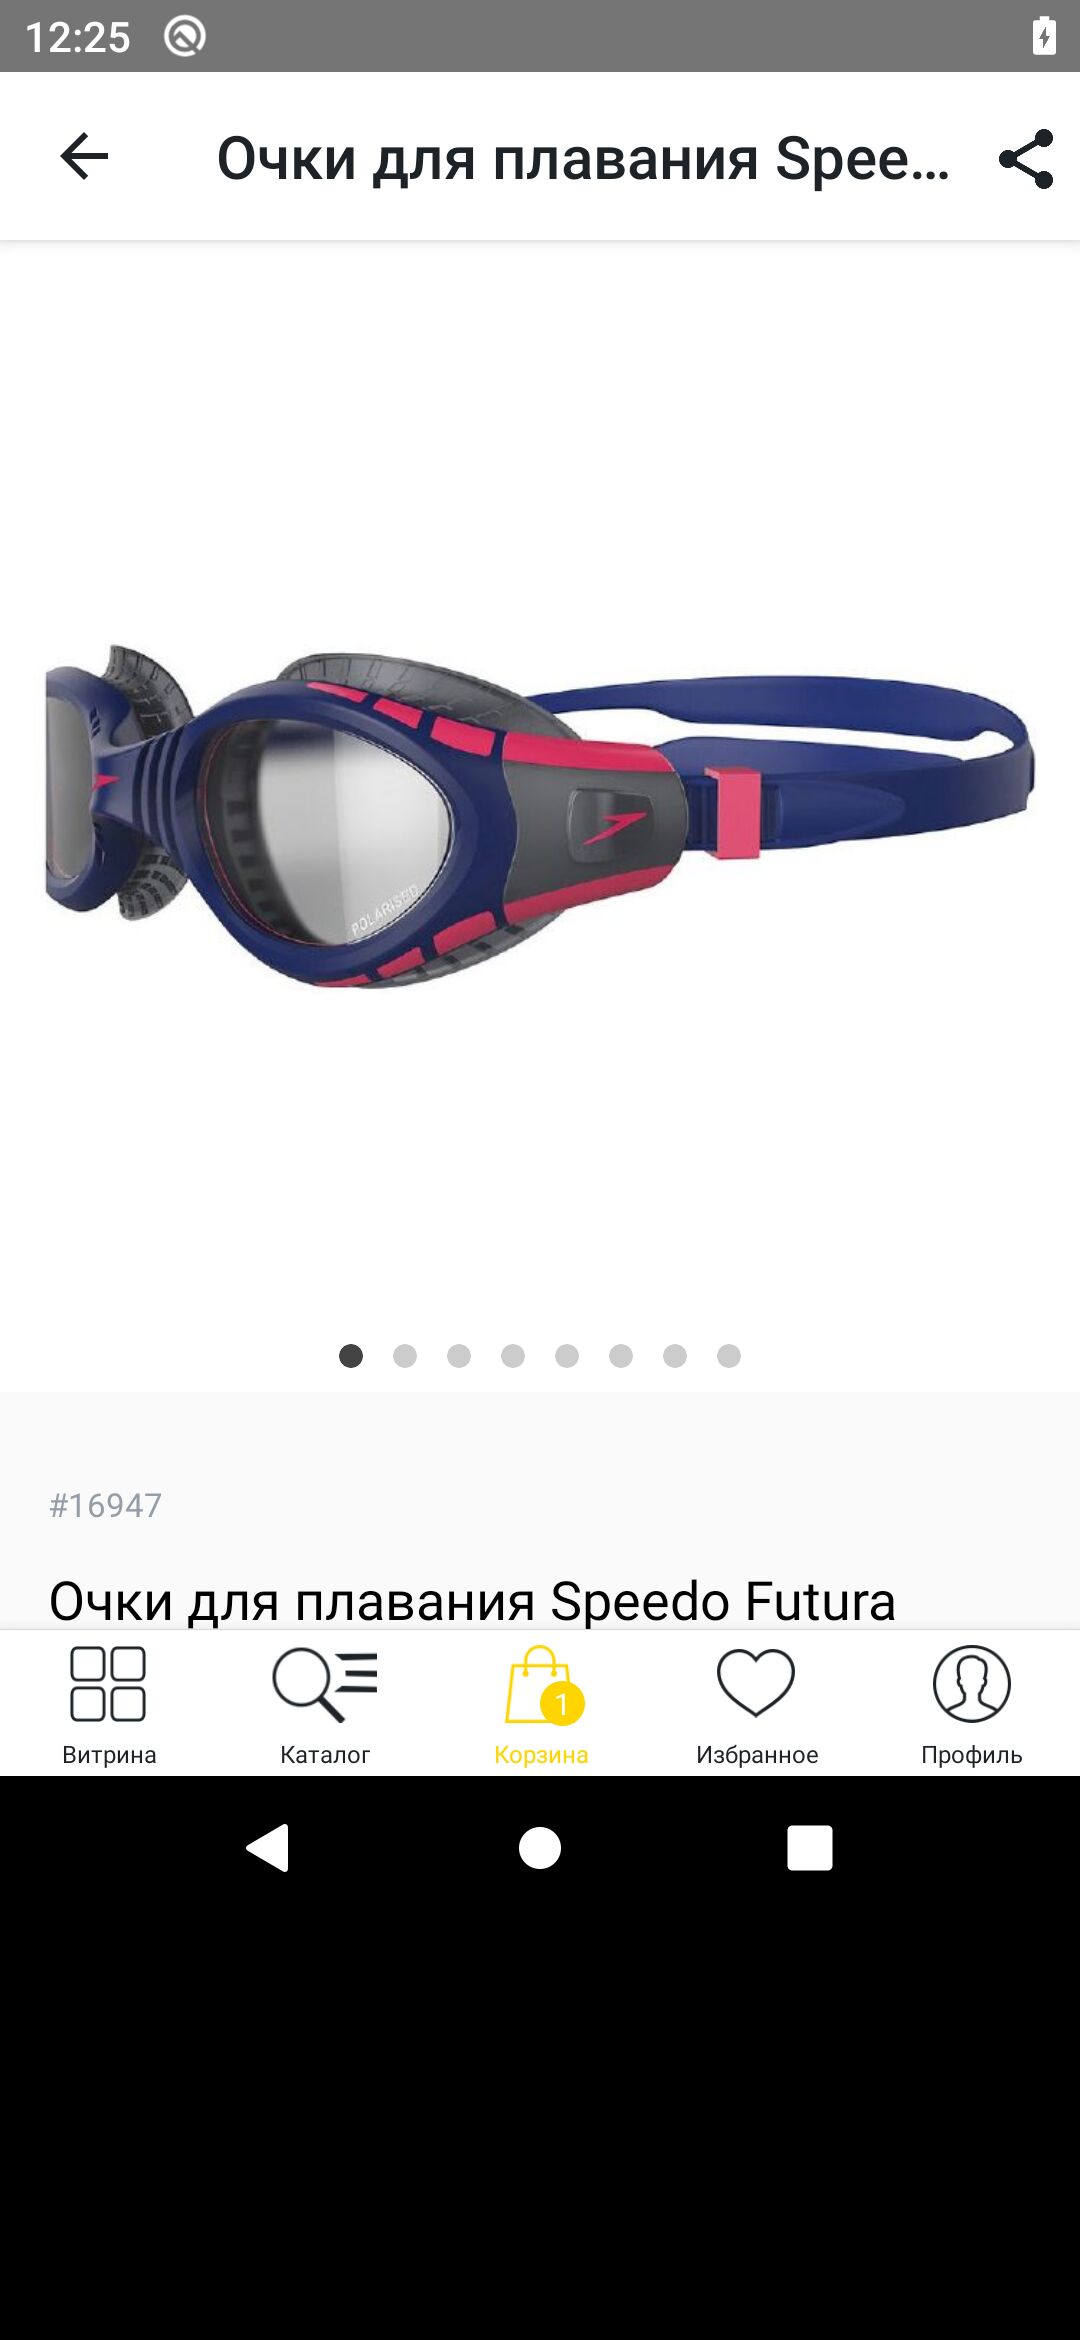 12:25
Очки для плавания Spee...
POLARISED
#16947
Очки для плавания Speedo Futura
1
Витрина
Каталог
Корзина
Избранное
Профиль